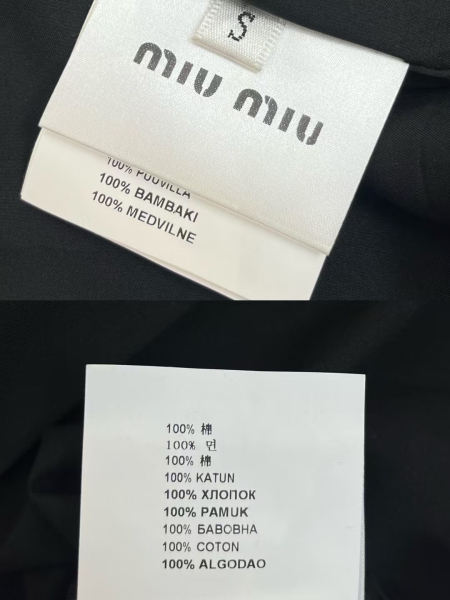 S
miu miu
100% PUUVILLA
100% BAMBAKI
100% MEDVILNE
100% 棉
100% 면
100% 棉
100% KATUN
100% ХЛОПОК
100% PAMUK
100% БАВОВНА
100% COTON
100% ALGODAO